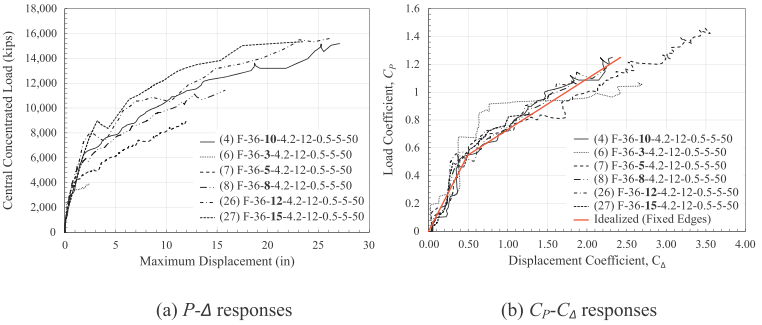 18,000
16,000
14,000
12,000
10,000
8,000
6,000
4,000
2,000
0
Central Concentrated Load (kips)
0 5 10 15 20 25 30
Maximum Displacement (in)
(4) F-36-10-4.2-12-0.5-5-50
(6) F-36-3-4.2-12-0.5-5-50
(7) F-36-5-4.2-12-0.5-5-50
(8) F-36-8-4.2-12-0.5-5-50
(26) F-36-12-4.2-12-0.5-5-50
(27) F-36-15-4.2-12-0.5-5-50
(a) P-Δ responses
1.6
1.4
1.2
1
0.8
0.6
0.4
0.2
0
Load Coefficient, CP
0.00 0.50 1.00 1.50 2.00 2.50 3.00 3.50 4.00
Displacement Coefficient, CΔ
(4) F-36-10-4.2-12-0.5-5-50
(6) F-36-3-4.2-12-0.5-5-50
(7) F-36-5-4.2-12-0.5-5-50
(8) F-36-8-4.2-12-0.5-5-50
(26) F-36-12-4.2-12-0.5-5-50
(27) F-36-15-4.2-12-0.5-5-50
Idealized (Fixed Edges)
(b) CP-CΔ responses